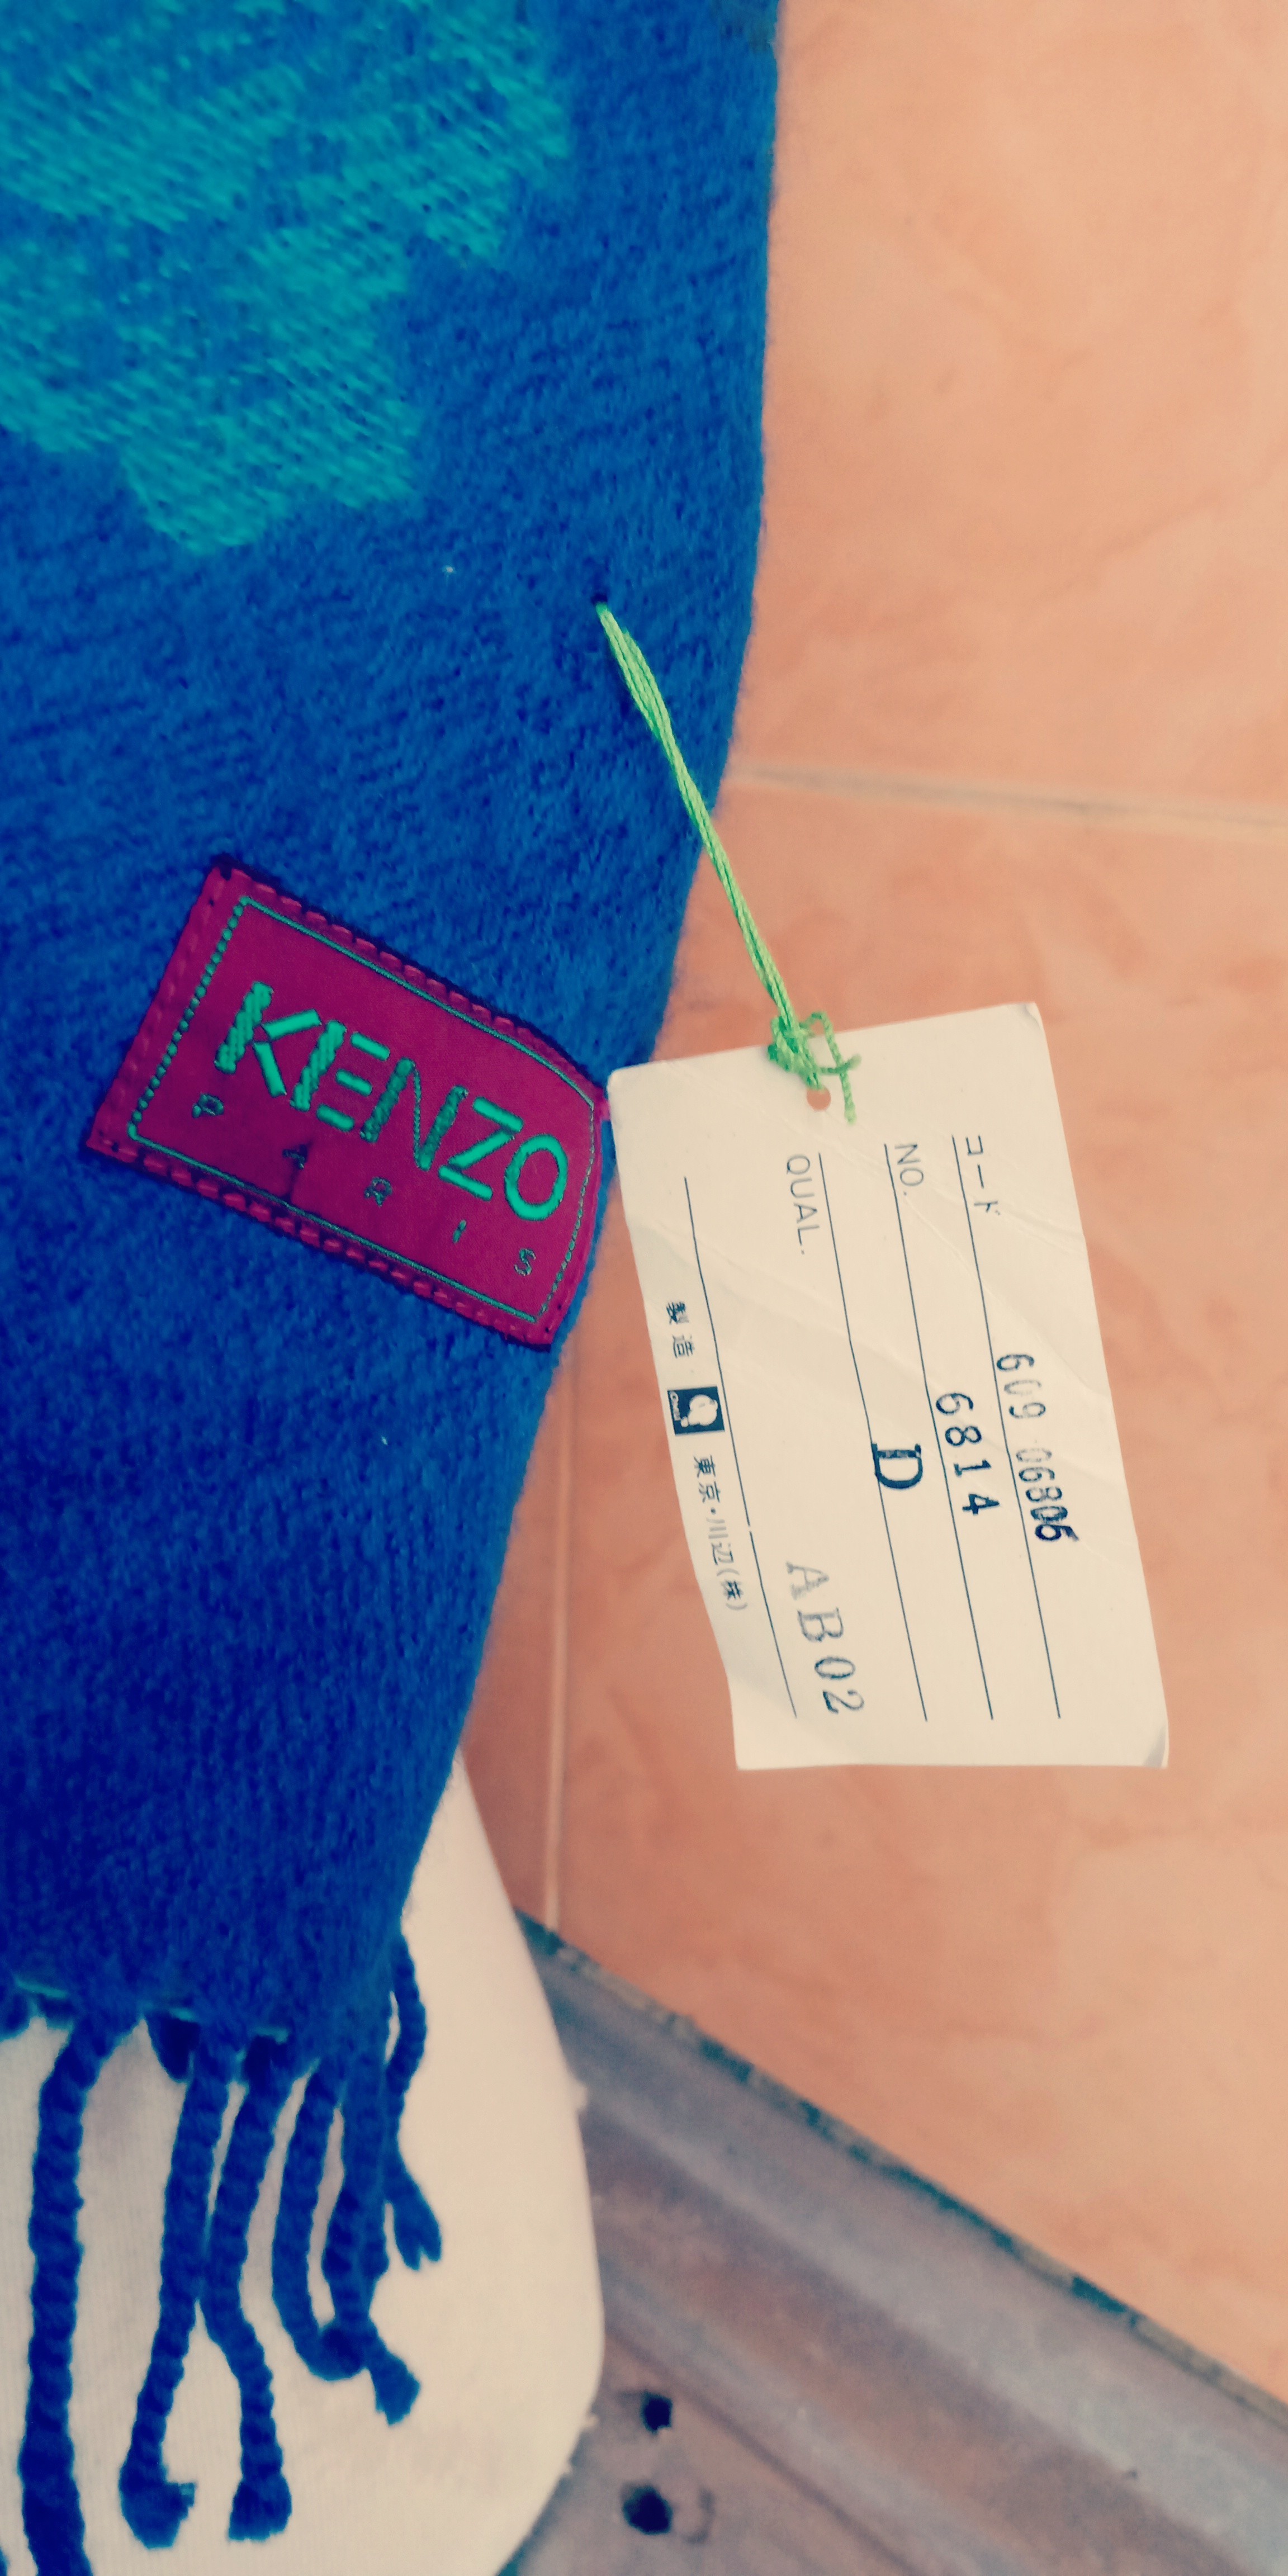 KENZO
PARIS
コード 609 06805
NO. 6814
QUAL. D
AB02
製造 東京・川辺(株)